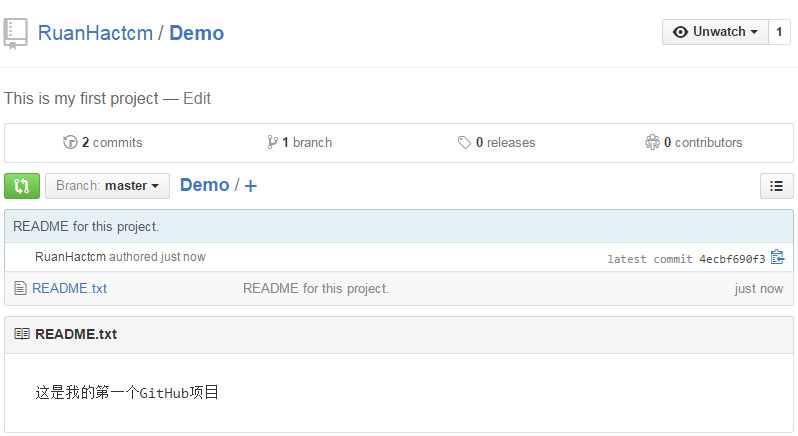 RuanHactcm / Demo
Unwatch 1
This is my first project — Edit
2 commits 1 branch 0 releases 0 contributors
Branch: master Demo / +
README for this project.
RuanHactcm authored just now latest commit 4ecbf690f3
README.txt README for this project. just now
README.txt
这是我的第一个GitHub项目